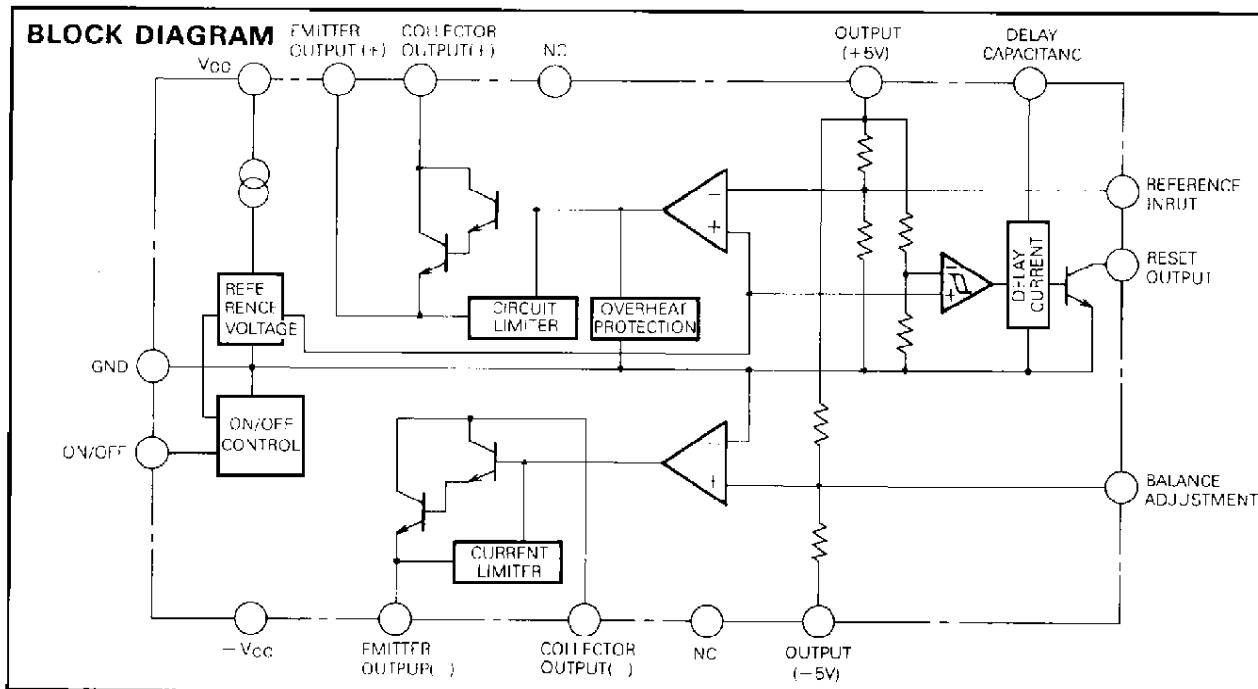 BLOCK DIAGRAM
EMITTER
OUTPUT (+)
COLLECTOR
OUTPUT(+)
NC
OUTPUT
(+5V)
DELAY
CAPACITANC
VCC
REFERENCE
INRUT
RESET
OUTPUT
REFE
RENCE
VOLTAGE
CIRCUIT
LIMITER
OVERHEAT
PROTECTION
DELAY
CURRENT
GND
ON/OFF
CONTROL
ON/OFF
CURRENT
LIMITER
BALANCE
ADJUSTMENT
−VCC
EMITTER
OUTPUP( )
COLLECTOR
OUTPUT( )
NC
OUTPUT
(−5V)